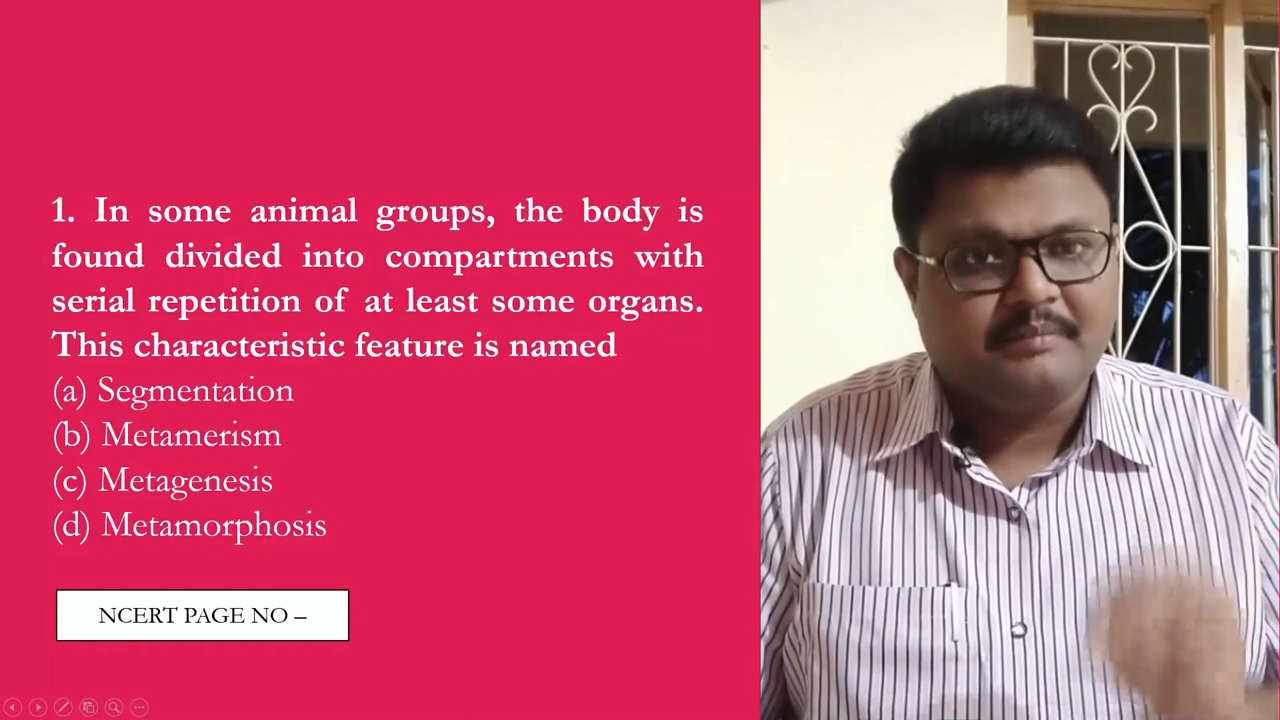 1. In some animal groups, the body is
found divided into compartments with
serial repetition of at least some organs.
This characteristic feature is named
(a) Segmentation
(b) Metamerism
(c) Metagenesis
(d) Metamorphosis
NCERT PAGE NO –